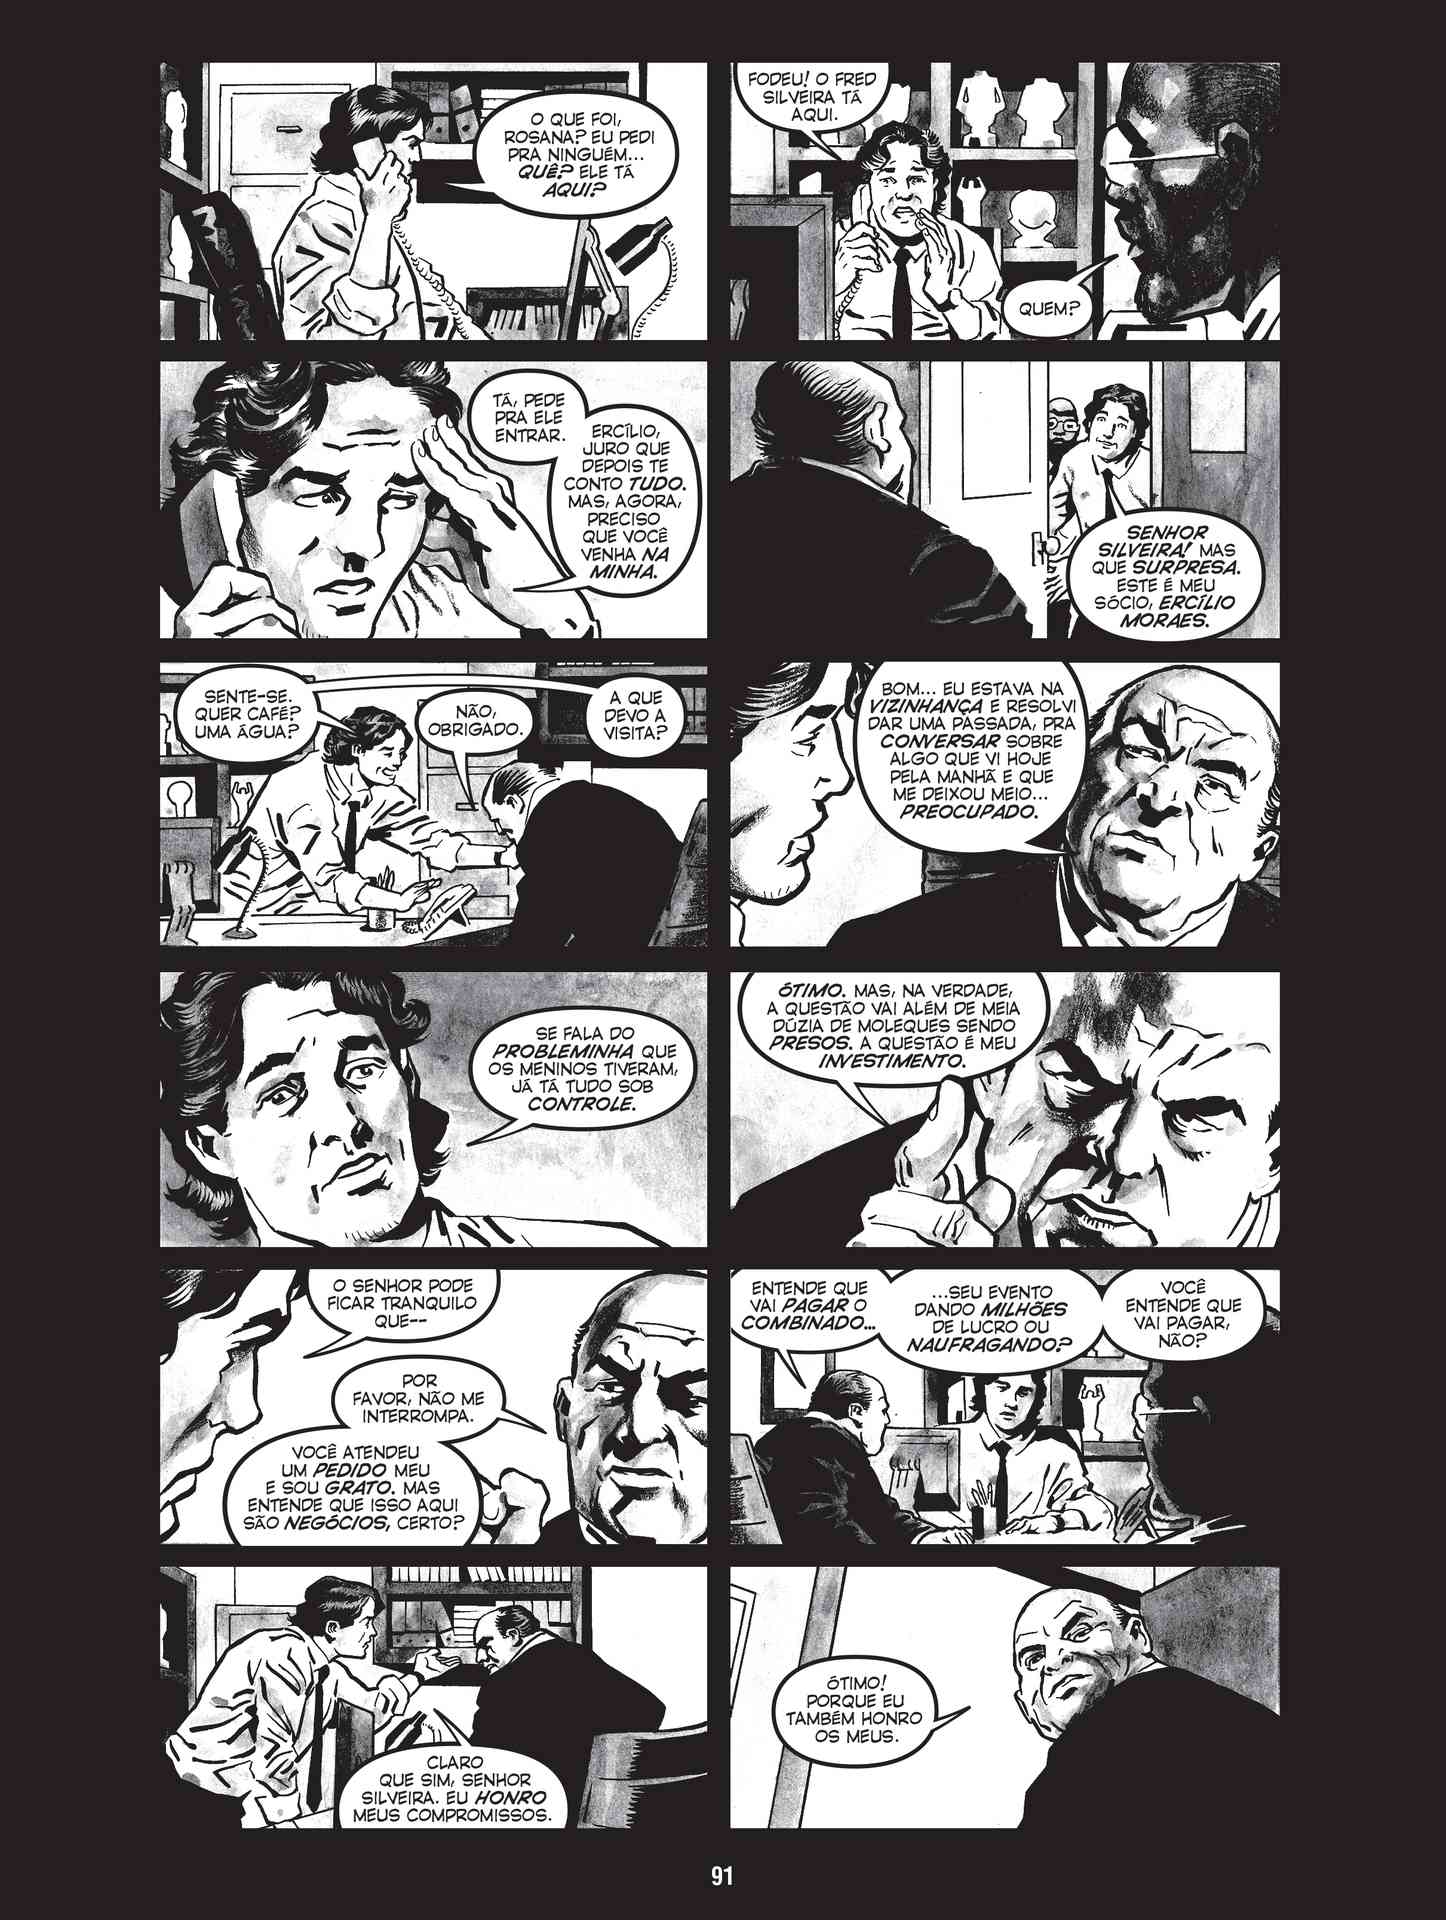 O QUE FOI,
ROSANA? EU PEDI
PRA NINGUÉM...
QUÊ? ELE TÁ
AQUI?
FODEU! O FRED
SILVEIRA TÁ
AQUI.
QUEM?
TÁ, PEDE
PRA ELE
ENTRAR.
ERCÍLIO,
JURO QUE
DEPOIS TE
CONTO TUDO.
MAS, AGORA,
PRECISO
QUE VOCÊ
VENHA NA
MINHA.
SENHOR
SILVEIRA! MAS
QUE SURPRESA.
ESTE É MEU
SÓCIO, ERCÍLIO
MORAES.
SENTE-SE.
QUER CAFÉ?
UMA ÁGUA?
NÃO,
OBRIGADO.
A QUE
DEVO A
VISITA?
BOM... EU ESTAVA NA
VIZINHANÇA E RESOLVI
DAR UMA PASSADA, PRA
CONVERSAR SOBRE
ALGO QUE VI HOJE
PELA MANHÃ E QUE
ME DEIXOU MEIO...
PREOCUPADO.
SE FALA DO
PROBLEMINHA QUE
OS MENINOS TIVERAM,
JÁ TÁ TUDO SOB
CONTROLE.
ÓTIMO. MAS, NA VERDADE,
A QUESTÃO VAI ALÉM DE MEIA
DÚZIA DE MOLEQUES SENDO
PRESOS. A QUESTÃO É MEU
INVESTIMENTO.
O SENHOR PODE
FICAR TRANQUILO
QUE--
POR
FAVOR, NÃO ME
INTERROMPA.
VOCÊ ATENDEU
UM PEDIDO MEU
E SOU GRATO. MAS
ENTENDE QUE ISSO AQUI
SÃO NEGÓCIOS, CERTO?
ENTENDE QUE
VAI PAGAR O
COMBINADO...
...SEU EVENTO
DANDO MILHÕES
DE LUCRO OU
NAUFRAGANDO?
VOCÊ
ENTENDE QUE
VAI PAGAR,
NÃO?
CLARO
QUE SIM, SENHOR
SILVEIRA. EU HONRO
MEUS COMPROMISSOS.
ÓTIMO!
PORQUE EU
TAMBÉM HONRO
OS MEUS.
91